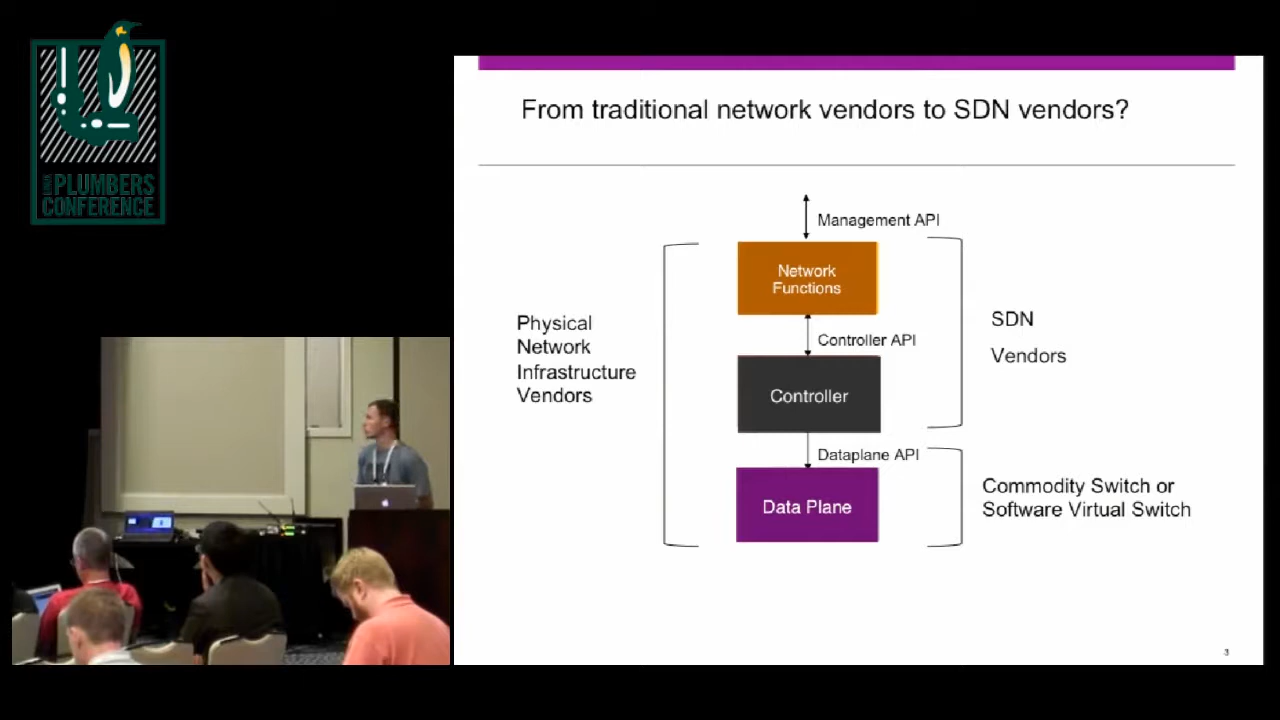 LINUX
PLUMBERS
CONFERENCE
From traditional network vendors to SDN vendors?
Management API
Network
Functions
Controller API
Controller
Dataplane API
Data Plane
Physical
Network
Infrastructure
Vendors
SDN
Vendors
Commodity Switch or
Software Virtual Switch
3